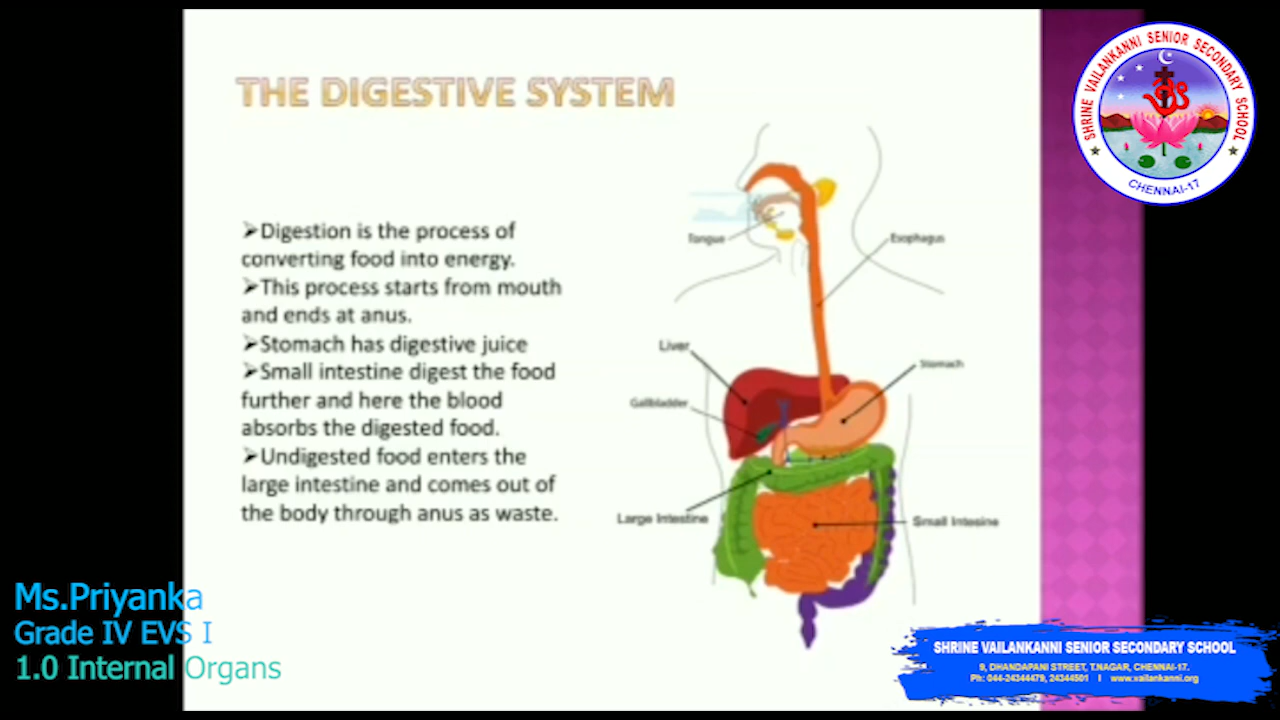 THE DIGESTIVE SYSTEM
➢Digestion is the process of
converting food into energy.
➢This process starts from mouth
and ends at anus.
➢Stomach has digestive juice
➢Small intestine digest the food
further and here the blood
absorbs the digested food.
➢Undigested food enters the
large intestine and comes out of
the body through anus as waste.
Tongue
Esophagus
Liver
Stomach
Gallbladder
Large Intestine
Small Intesine
SHRINE VAILANKANNI SENIOR SECONDARY SCHOOL
CHENNAI-17
Ms.Priyanka
Grade IV EVS I
1.0 Internal Organs
SHRINE VAILANKANNI SENIOR SECONDARY SCHOOL
9, DHANDAPANI STREET, T.NAGAR, CHENNAI-17.
Ph: 044-24344479, 24344501 I www.vailankanni.org